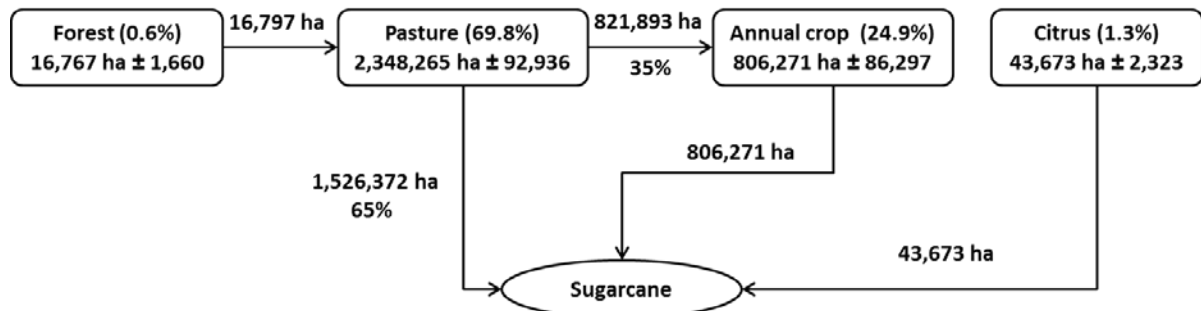 16,797 ha
821,893 ha
Forest (0.6%)
16,767 ha ± 1,660
Pasture (69.8%)
2,348,265 ha ± 92,936
35%
Annual crop (24.9%)
806,271 ha ± 86,297
Citrus (1.3%)
43,673 ha ± 2,323
806,271 ha
1,526,372 ha
65%
43,673 ha
Sugarcane